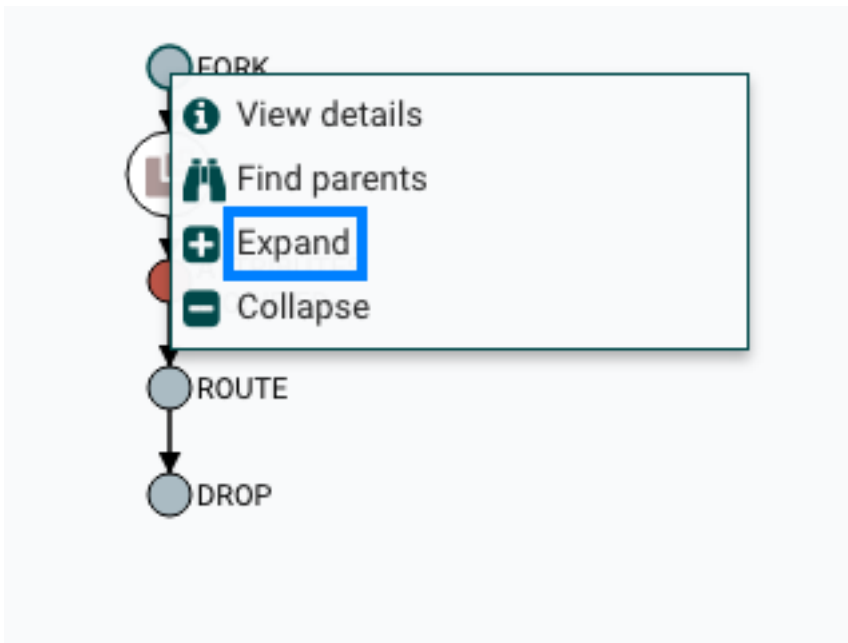 FORK
View details
Find parents
Expand
Collapse
ROUTE
DROP